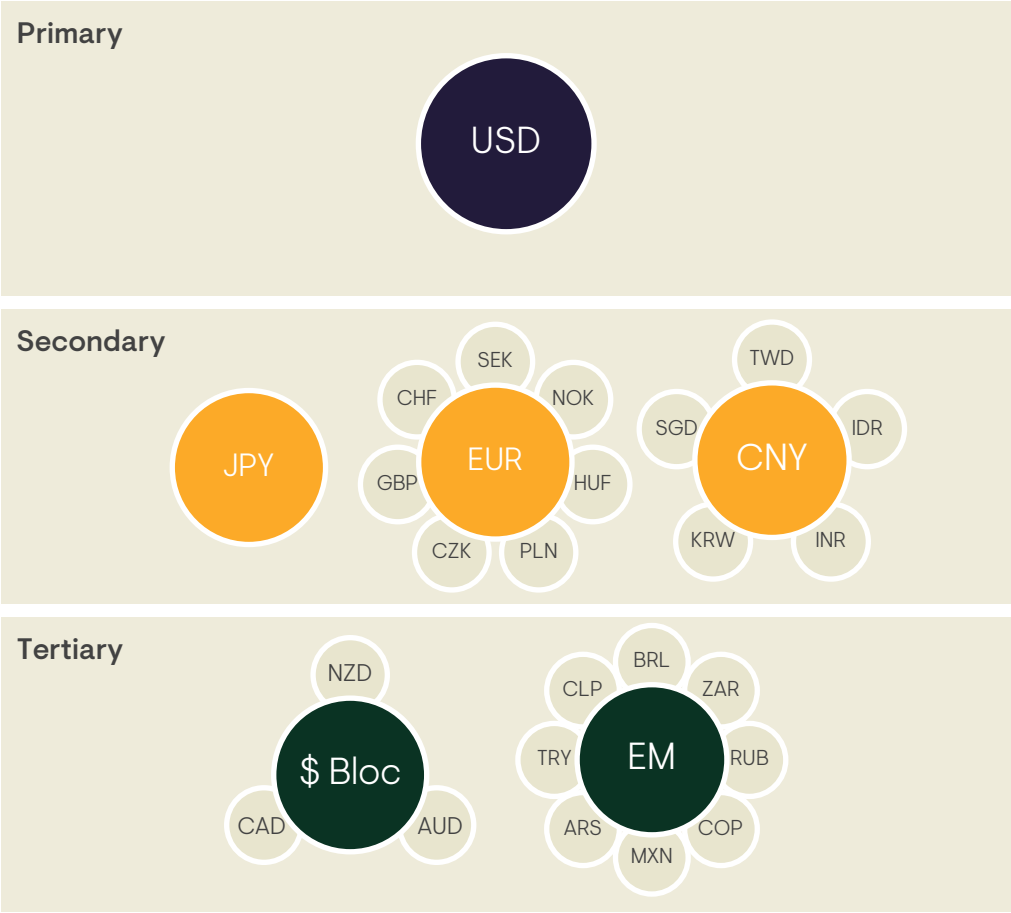 Primary
USD
Secondary
JPY
SEK
CHF
NOK
EUR
GBP
HUF
CZK
PLN
TWD
SGD
IDR
CNY
KRW
INR
Tertiary
NZD
$ Bloc
CAD
AUD
BRL
CLP
ZAR
TRY
EM
RUB
ARS
COP
MXN